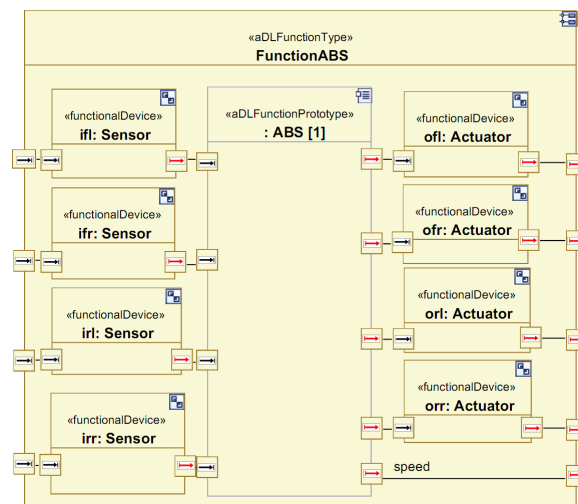 «aDLFunctionType»
FunctionABS
«functionalDevice»
ifl: Sensor
«functionalDevice»
ifr: Sensor
«functionalDevice»
irl: Sensor
«functionalDevice»
irr: Sensor
«aDLFunctionPrototype»
: ABS [1]
«functionalDevice»
ofl: Actuator
«functionalDevice»
ofr: Actuator
«functionalDevice»
orl: Actuator
«functionalDevice»
orr: Actuator
speed